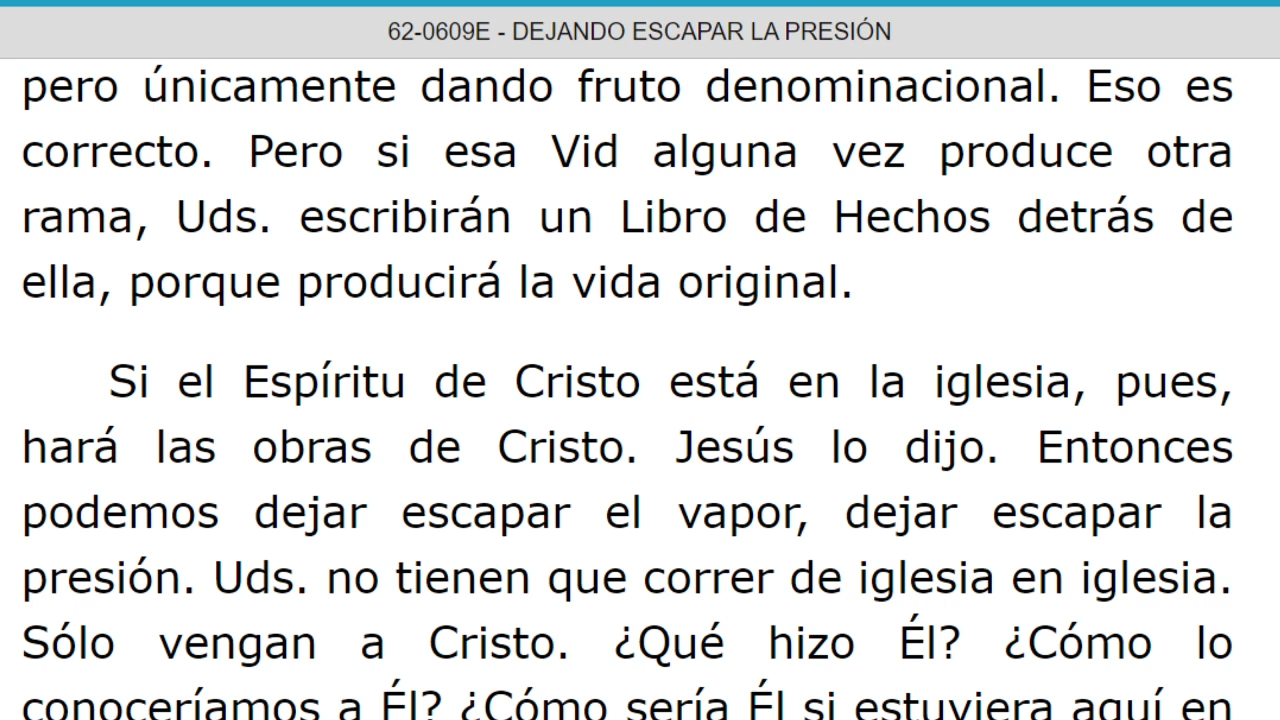 62-0609E - DEJANDO ESCAPAR LA PRESIÓN
pero únicamente dando fruto denominacional. Eso es
correcto. Pero si esa Vid alguna vez produce otra
rama, Uds. escribirán un Libro de Hechos detrás de
ella, porque producirá la vida original.
Si el Espíritu de Cristo está en la iglesia, pues,
hará las obras de Cristo. Jesús lo dijo. Entonces
podemos dejar escapar el vapor, dejar escapar la
presión. Uds. no tienen que correr de iglesia en iglesia.
Sólo vengan a Cristo. ¿Qué hizo Él? ¿Cómo lo
conoceríamos a Él? ¿Cómo sería Él si estuviera aquí en